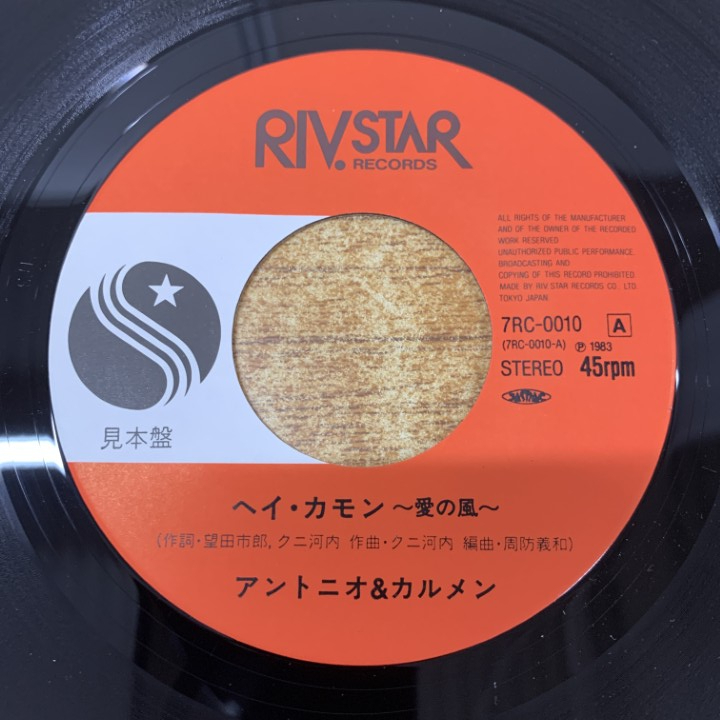 RIV.STAR
RECORDS
ALL RIGHTS OF THE MANUFACTURER
AND OF THE OWNER OF THE RECORDED
WORK RESERVED
UNAUTHORIZED PUBLIC PERFORMANCE,
BROADCASTING AND
COPYING OF THIS RECORD PROHIBITED.
MADE BY RIV STAR RECORDS CO., LTD.
TOKYO JAPAN
7RC-0010 A
(7RC-0010-A) Ⓟ 1983
STEREO 45rpm
見本盤
ヘイ・カモン 〜愛の風〜
(作詞・望田市郎, クニ河内 作曲・クニ河内 編曲・周防義和)
アントニオ&カルメン